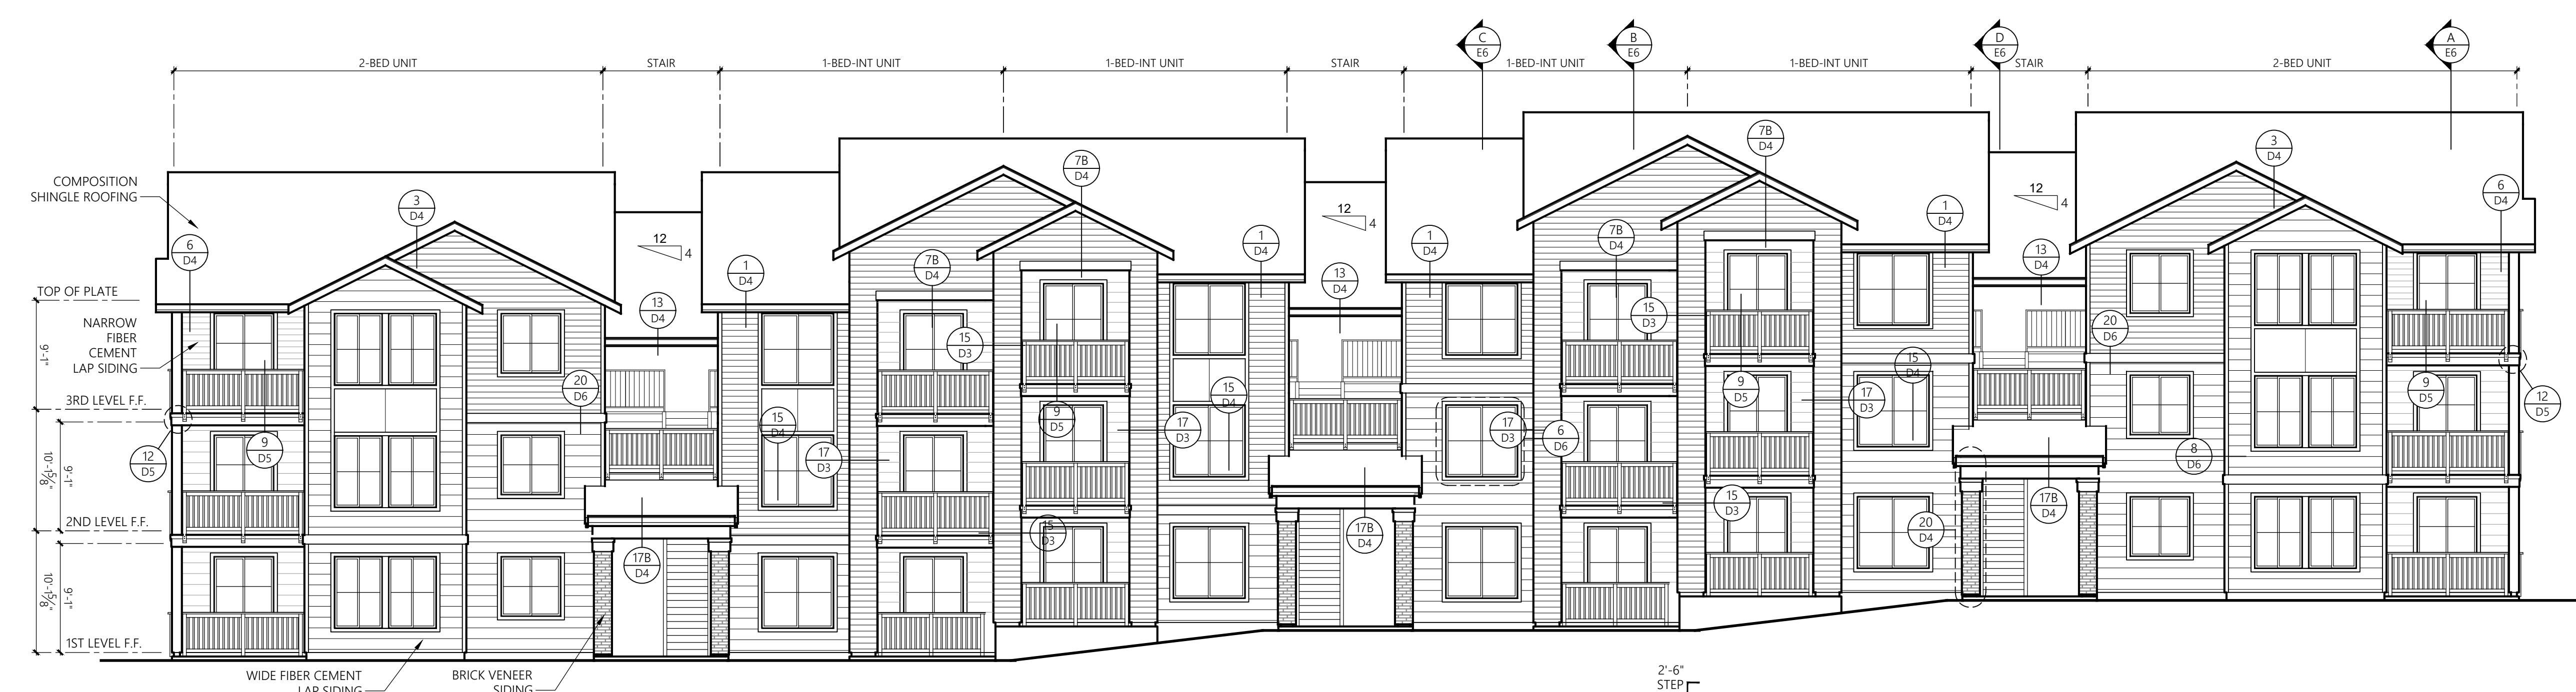 C
E6
B
E6
D
E6
A
E6
2-BED UNIT
STAIR
1-BED-INT UNIT
1-BED-INT UNIT
STAIR
1-BED-INT UNIT
1-BED-INT UNIT
STAIR
2-BED UNIT
COMPOSITION
SHINGLE ROOFING
3
D4
6
D4
12
4
1
D4
13
D4
7B
D4
7B
D4
1
D4
12
4
13
D4
1
D4
7B
D4
7B
D4
1
D4
12
4
13
D4
3
D4
6
D4
TOP OF PLATE
NARROW
FIBER
CEMENT
LAP SIDING
9'-1"
3RD LEVEL F.F.
20
D6
15
D3
15
D3
20
D6
12
D5
9
D5
15
D4
17
D3
9
D5
17
D3
15
D4
17
D3
6
D6
9
D5
17
D3
15
D4
8
D6
9
D5
12
D5
10'-1 5/8"
9'-1"
2ND LEVEL F.F.
17B
D4
15
D3
17B
D4
15
D3
20
D4
17B
D4
10'-1 5/8"
9'-1"
1ST LEVEL F.F.
WIDE FIBER CEMENT
LAP SIDING
BRICK VENEER
SIDING
2'-6"
STEP